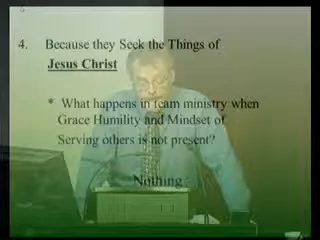 4. Because they Seek the Things of
Jesus Christ
* What happens in team ministry when
Grace Humility and Mindset of
Serving others is not present?
Nothing